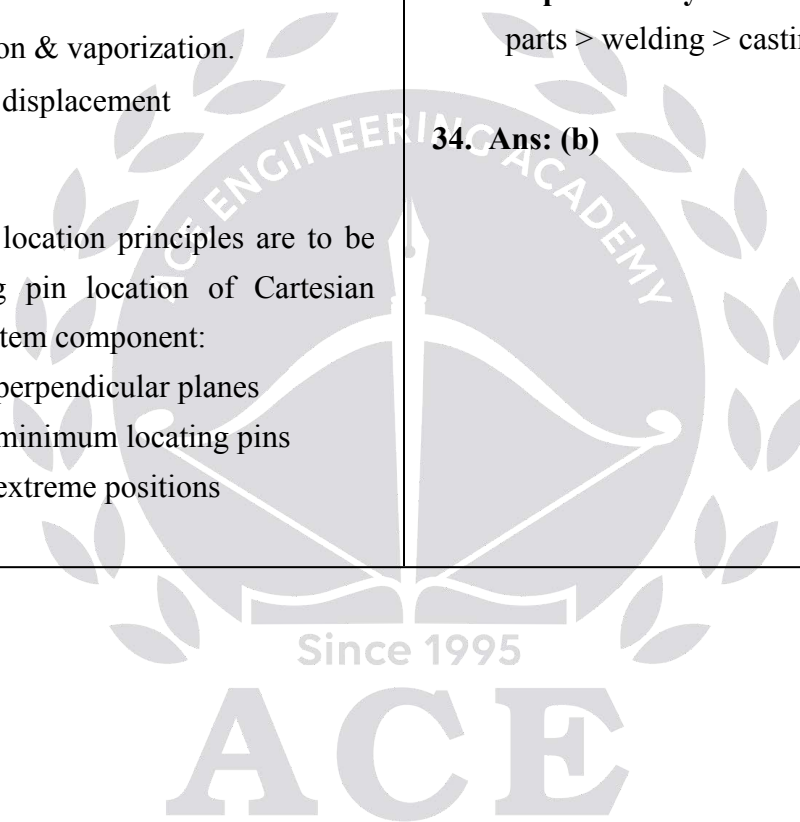 on & vaporization.
displacement
location principles are to be
pin location of Cartesian
tem component:
perpendicular planes
minimum locating pins
extreme positions
parts > welding > casti
34. Ans: (b)
ACE ENGINEERING ACADEMY
Since 1995
ACE